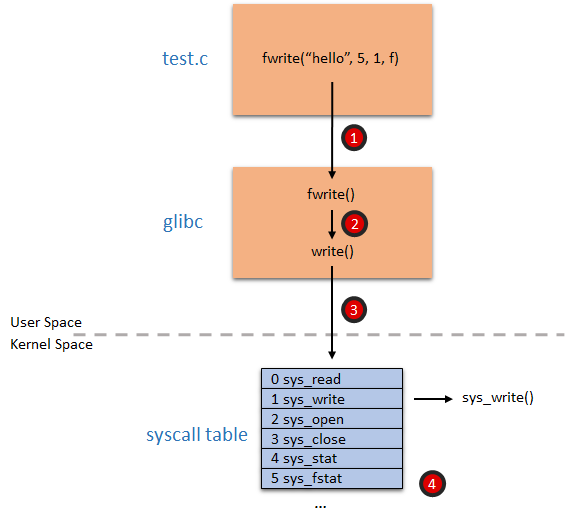 test.c
fwrite(“hello”, 5, 1, f)
1
fwrite()
glibc
2
write()
3
User Space
Kernel Space
0 sys_read
1 sys_write
sys_write()
2 sys_open
syscall table
3 sys_close
4 sys_stat
5 sys_fstat
4
...